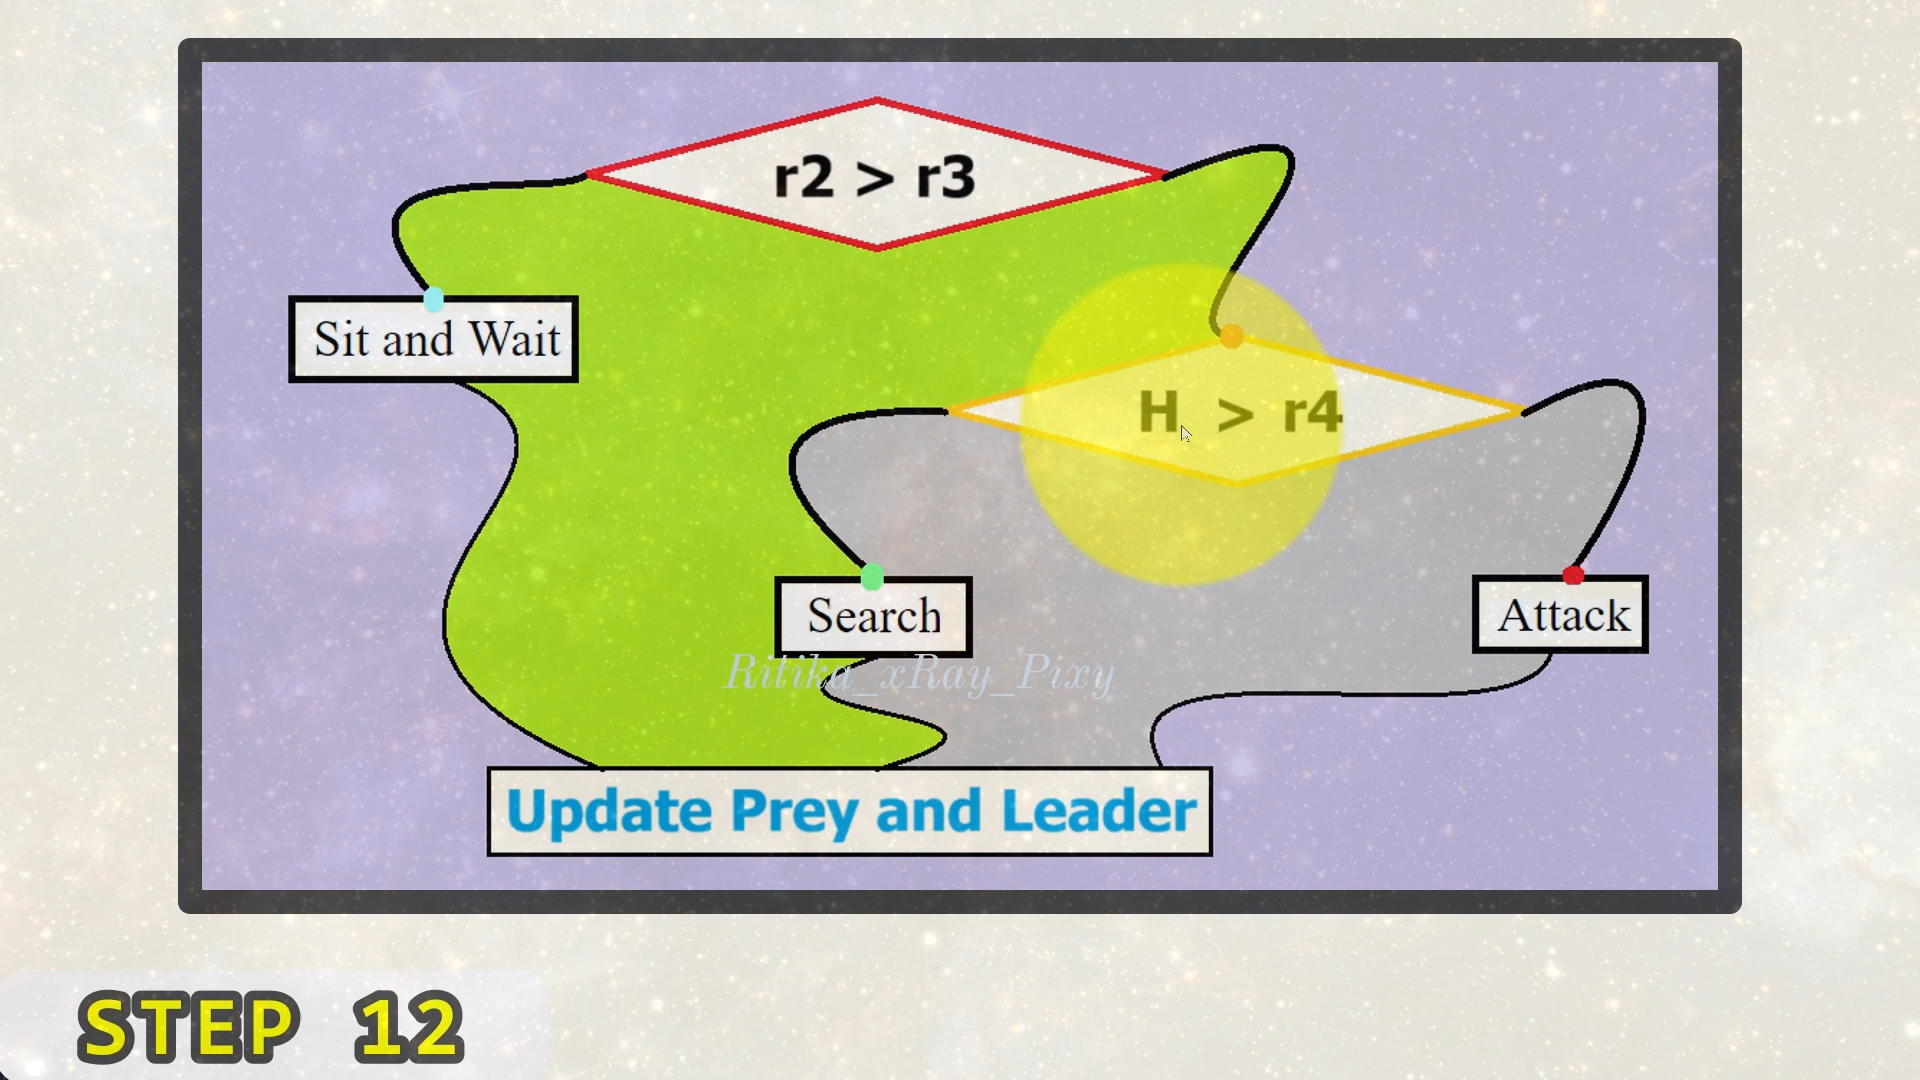 r2 > r3
Sit and Wait
H > r4
Search
Attack
Ritika_xRay_Pixy
Update Prey and Leader
STEP 12